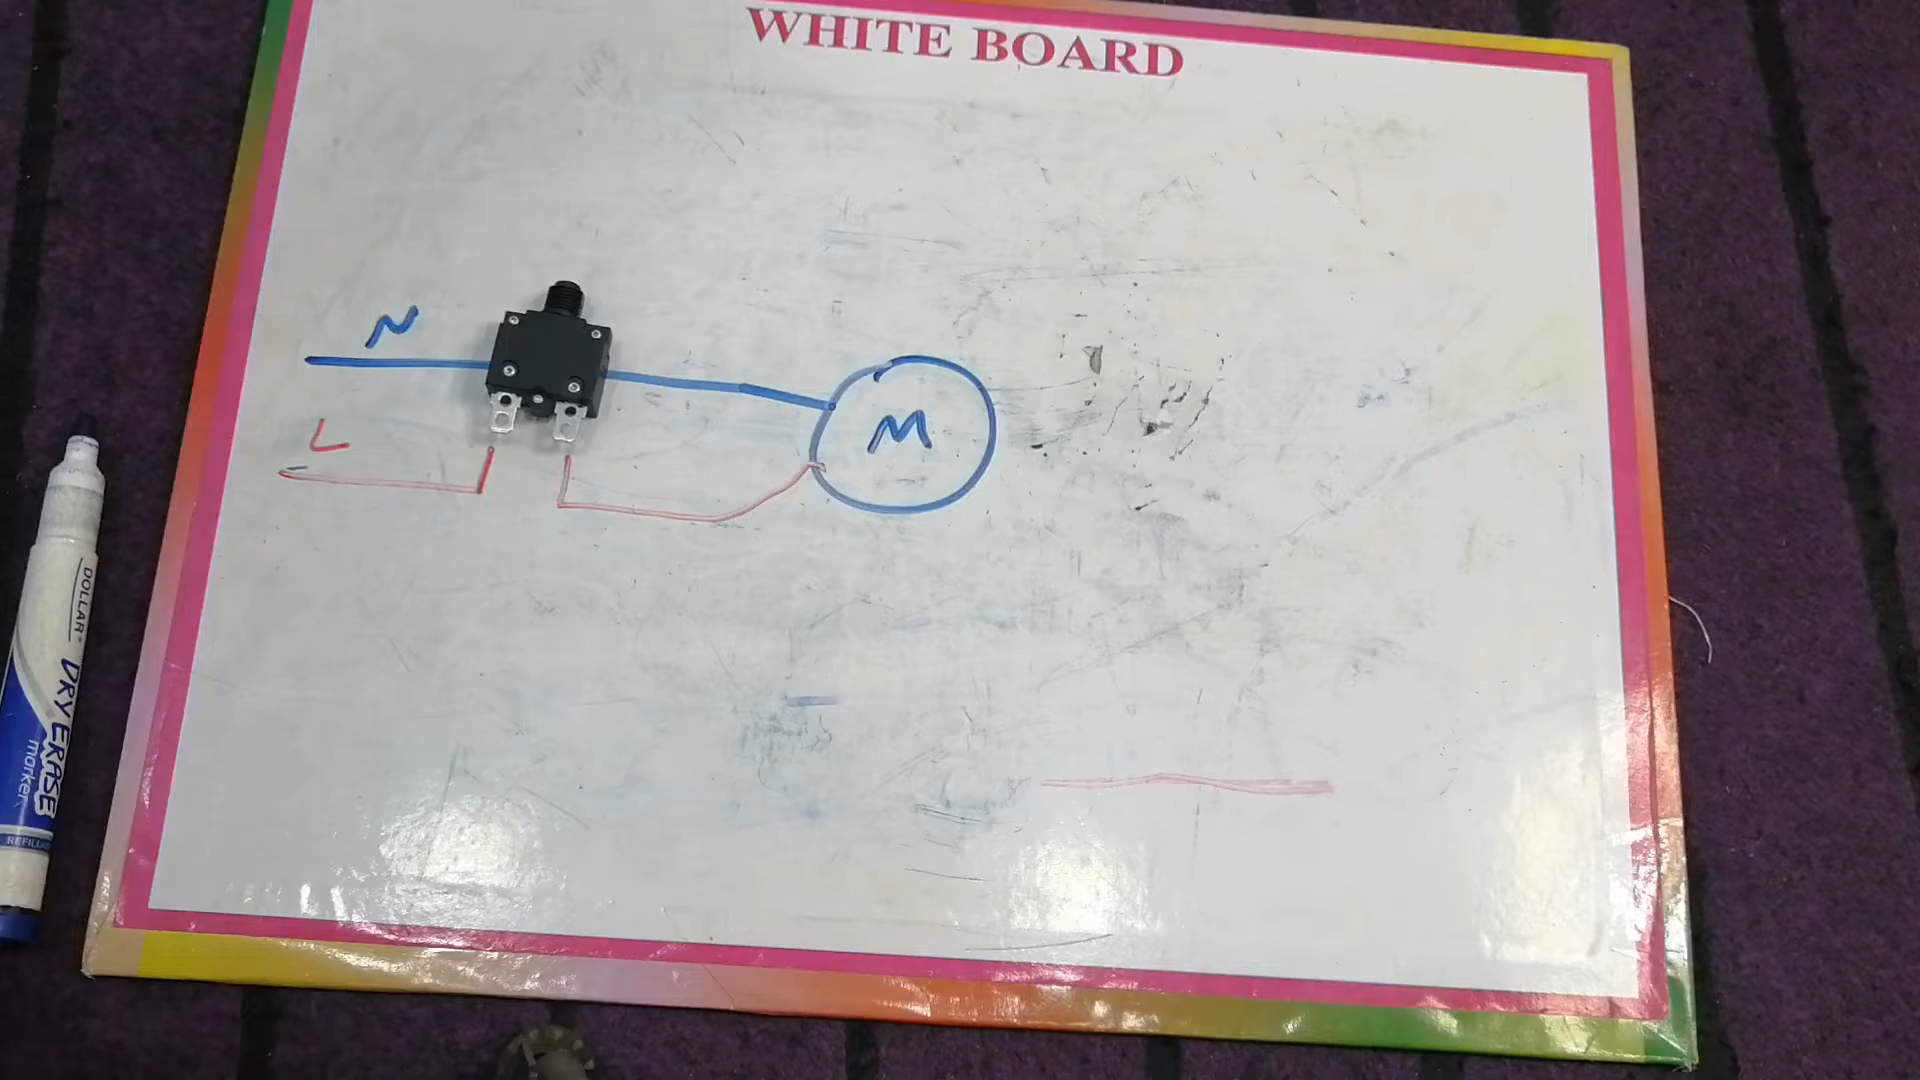 WHITE BOARD
N
L
M
DOLLAR
DRY ERASE
marker